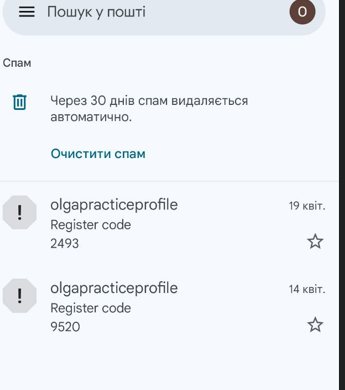 Пошук у пошті
O
Спам
Через 30 днів спам видаляється
автоматично.
Очистити спам
olgapracticeprofile
19 квіт.
Register code
2493
olgapracticeprofile
14 квіт.
Register code
9520